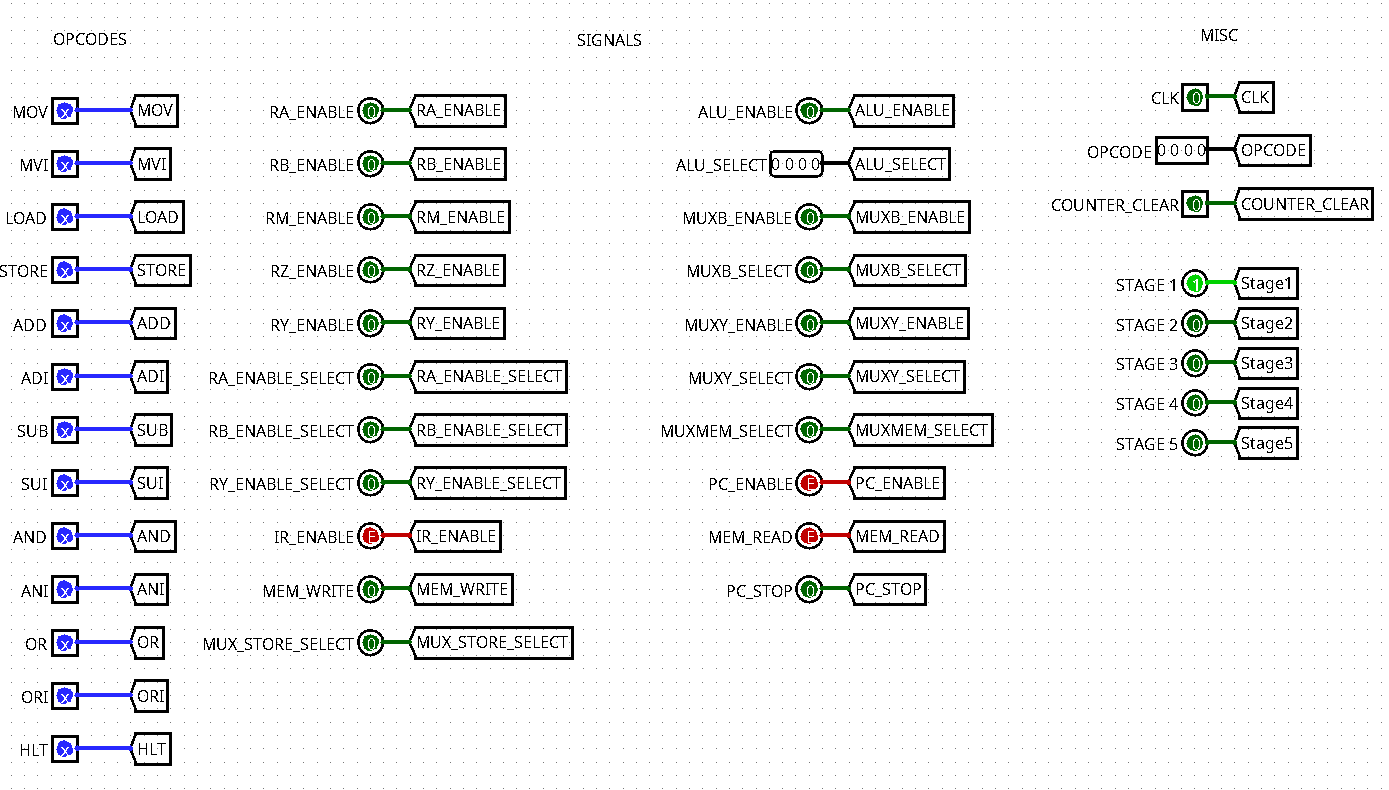 OPCODES
SIGNALS
MISC
MOV x MOV
MVI x MVI
LOAD x LOAD
STORE x STORE
ADD x ADD
ADI x ADI
SUB x SUB
SUI x SUI
AND x AND
ANI x ANI
OR x OR
ORI x ORI
HLT x HLT
RA_ENABLE 0 RA_ENABLE
RB_ENABLE 0 RB_ENABLE
RM_ENABLE 0 RM_ENABLE
RZ_ENABLE 0 RZ_ENABLE
RY_ENABLE 0 RY_ENABLE
RA_ENABLE_SELECT 0 RA_ENABLE_SELECT
RB_ENABLE_SELECT 0 RB_ENABLE_SELECT
RY_ENABLE_SELECT 0 RY_ENABLE_SELECT
IR_ENABLE E IR_ENABLE
MEM_WRITE 0 MEM_WRITE
MUX_STORE_SELECT 0 MUX_STORE_SELECT
ALU_ENABLE 0 ALU_ENABLE
ALU_SELECT 0 0 0 0 ALU_SELECT
MUXB_ENABLE 0 MUXB_ENABLE
MUXB_SELECT 0 MUXB_SELECT
MUXY_ENABLE 0 MUXY_ENABLE
MUXY_SELECT 0 MUXY_SELECT
MUXMEM_SELECT 0 MUXMEM_SELECT
PC_ENABLE E PC_ENABLE
MEM_READ E MEM_READ
PC_STOP 0 PC_STOP
CLK 0 CLK
OPCODE 0 0 0 0 OPCODE
COUNTER_CLEAR 0 COUNTER_CLEAR
STAGE 1 1 Stage1
STAGE 2 0 Stage2
STAGE 3 0 Stage3
STAGE 4 0 Stage4
STAGE 5 0 Stage5